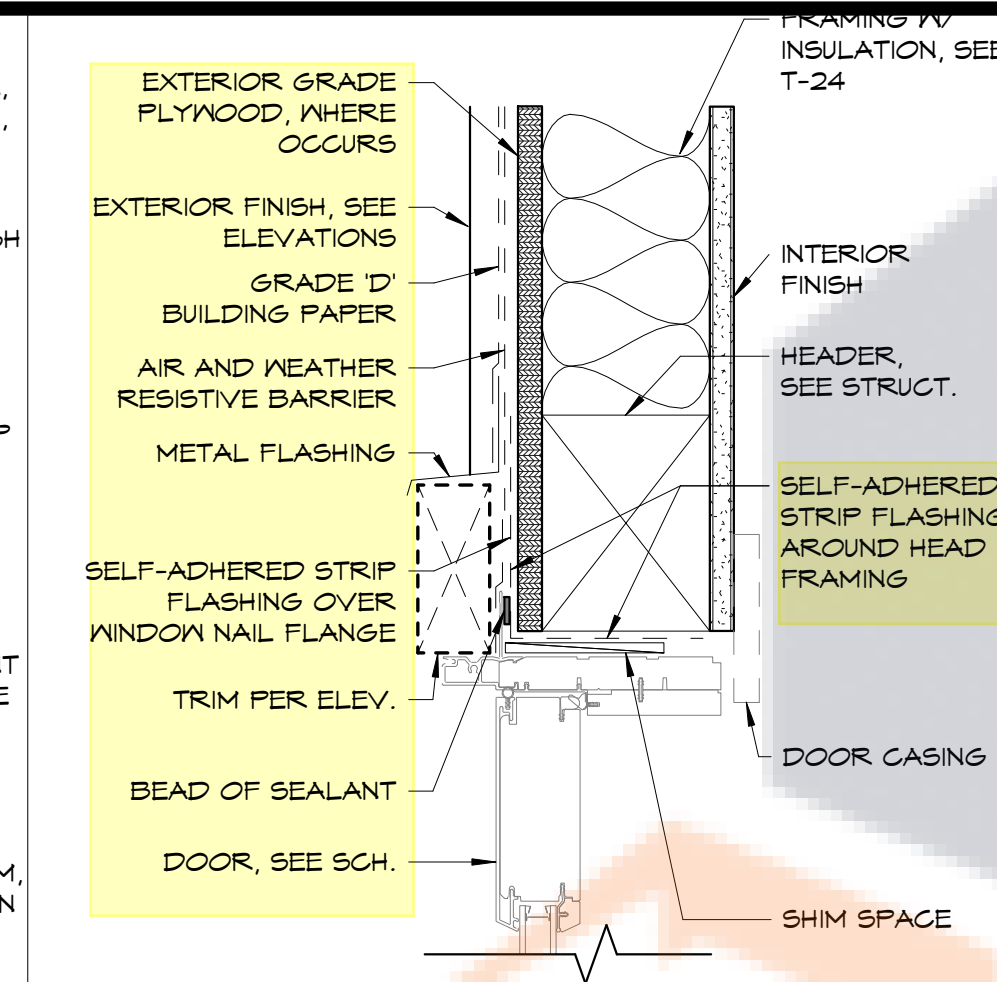 EXTERIOR GRADE
PLYWOOD, WHERE
OCCURS
EXTERIOR FINISH, SEE
ELEVATIONS
GRADE 'D'
BUILDING PAPER
AIR AND WEATHER
RESISTIVE BARRIER
METAL FLASHING
SELF-ADHERED STRIP
FLASHING OVER
WINDOW NAIL FLANGE
TRIM PER ELEV.
BEAD OF SEALANT
DOOR, SEE SCH.
FRAMING W/
INSULATION, SEE
T-24
INTERIOR
FINISH
HEADER,
SEE STRUCT.
SELF-ADHERED
STRIP FLASHING
AROUND HEAD
FRAMING
DOOR CASING
SHIM SPACE